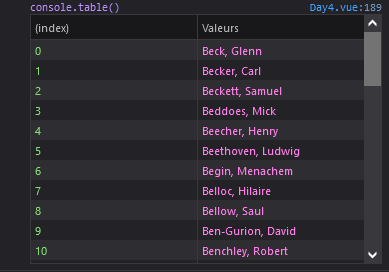 console.table() Day4.vue:189
(index) Valeurs
0 Beck, Glenn
1 Becker, Carl
2 Beckett, Samuel
3 Beddoes, Mick
4 Beecher, Henry
5 Beethoven, Ludwig
6 Begin, Menachem
7 Belloc, Hilaire
8 Bellow, Saul
9 Ben-Gurion, David
10 Benchley, Robert